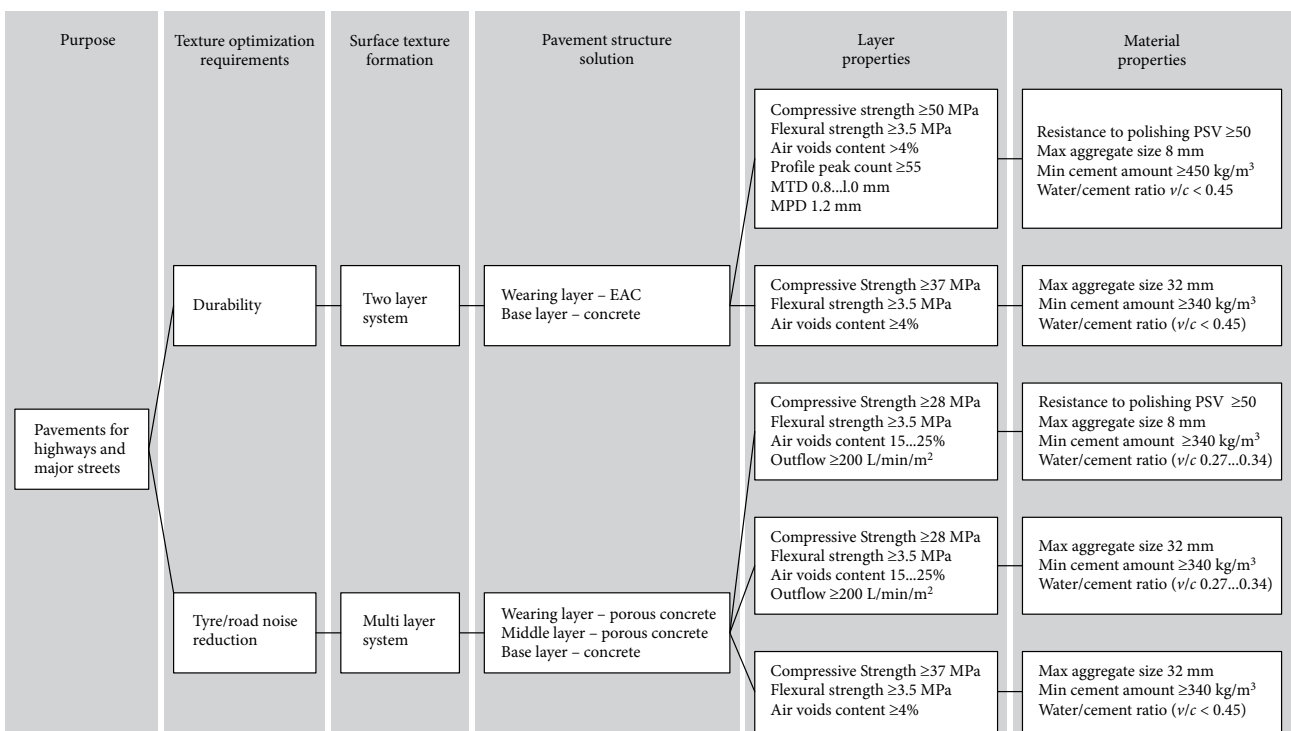 Purpose
Texture optimization
requirements
Surface texture
formation
Pavement structure
solution
Layer
properties
Material
properties
Pavements for
highways and
major streets
Durability
Two layer
system
Wearing layer – EAC
Base layer – concrete
Compressive strength ≥50 MPa
Flexural strength ≥3.5 MPa
Air voids content >4%
Profile peak count ≥55
MTD 0.8...l.0 mm
MPD 1.2 mm
Resistance to polishing PSV ≥50
Max aggregate size 8 mm
Min cement amount ≥450 kg/m³
Water/cement ratio v/c < 0.45
Compressive Strength ≥37 MPa
Flexural strength ≥3.5 MPa
Air voids content ≥4%
Max aggregate size 32 mm
Min cement amount ≥340 kg/m³
Water/cement ratio (v/c < 0.45)
Tyre/road noise
reduction
Multi layer
system
Wearing layer – porous concrete
Middle layer – porous concrete
Base layer – concrete
Compressive Strength ≥28 MPa
Flexural strength ≥3.5 MPa
Air voids content 15...25%
Outflow ≥200 L/min/m²
Resistance to polishing PSV ≥50
Max aggregate size 8 mm
Min cement amount ≥340 kg/m³
Water/cement ratio (v/c 0.27...0.34)
Compressive Strength ≥28 MPa
Flexural strength ≥3.5 MPa
Air voids content 15...25%
Outflow ≥200 L/min/m²
Max aggregate size 32 mm
Min cement amount ≥340 kg/m³
Water/cement ratio (v/c 0.27...0.34)
Compressive Strength ≥37 MPa
Flexural strength ≥3.5 MPa
Air voids content ≥4%
Max aggregate size 32 mm
Min cement amount ≥340 kg/m³
Water/cement ratio (v/c < 0.45)